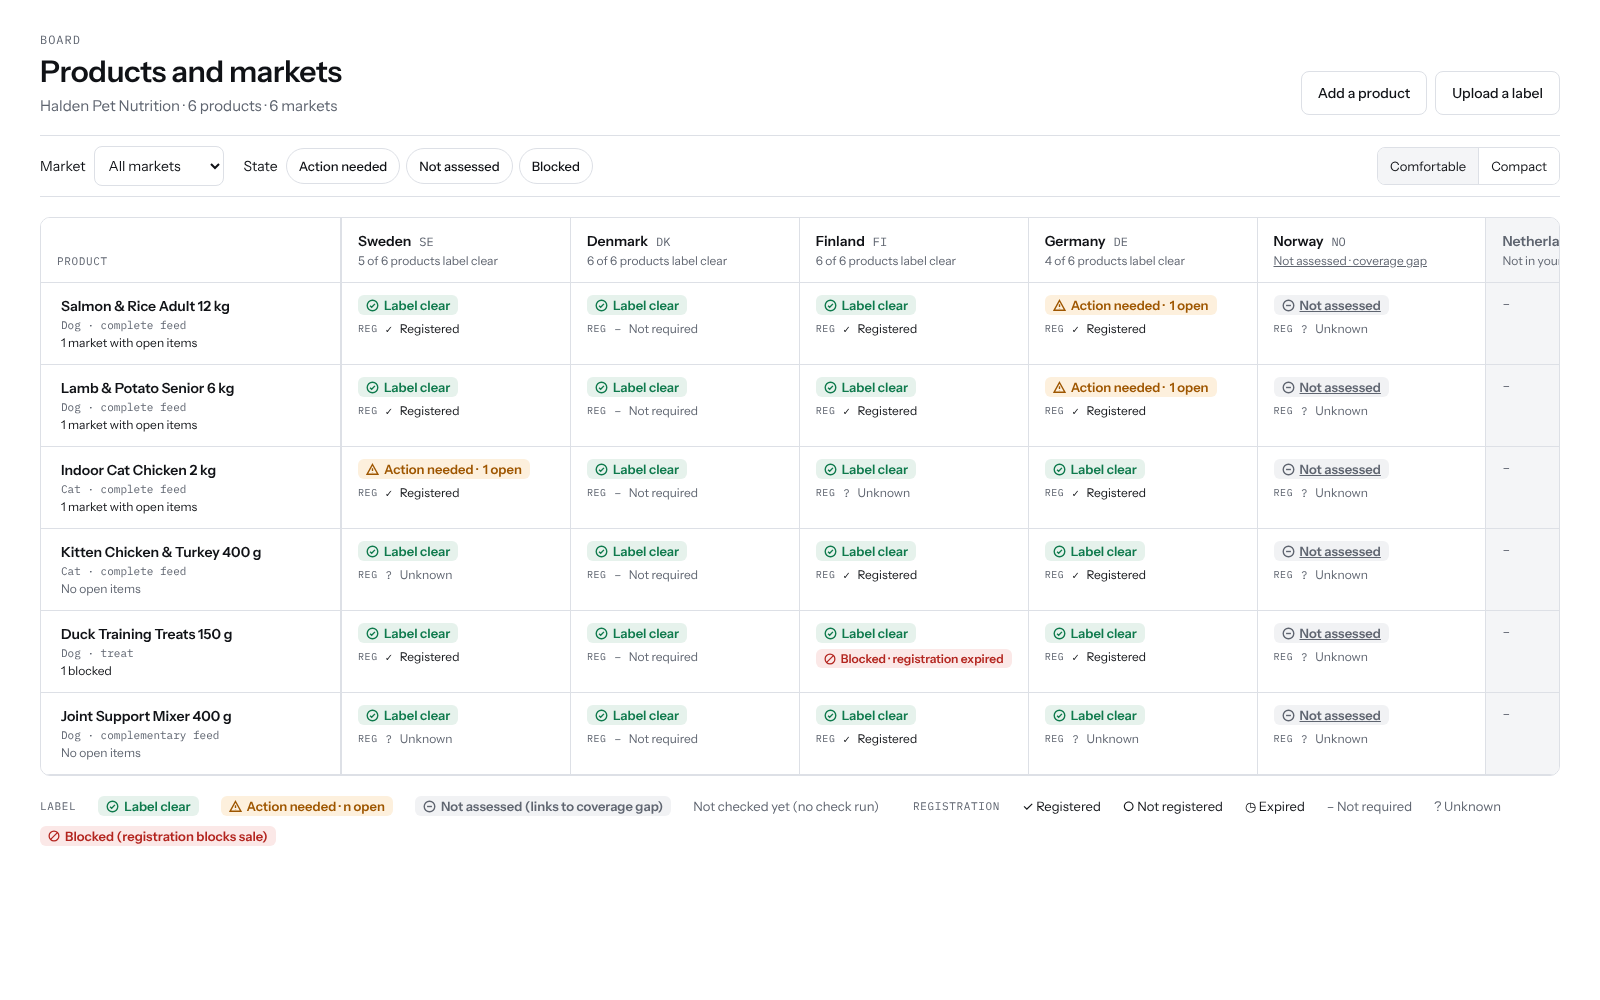 BOARD
Products and markets
Halden Pet Nutrition · 6 products · 6 markets
Add a product
Upload a label
Market All markets State Action needed Not assessed Blocked Comfortable Compact
PRODUCT
Sweden SE
5 of 6 products label clear
Denmark DK
6 of 6 products label clear
Finland FI
6 of 6 products label clear
Germany DE
4 of 6 products label clear
Norway NO
Not assessed · coverage gap
Netherla
Not in your
Salmon & Rice Adult 12 kg
Dog · complete feed
1 market with open items
Label clear
REG ✓ Registered
Label clear
REG – Not required
Label clear
REG ✓ Registered
Action needed · 1 open
REG ✓ Registered
Not assessed
REG ? Unknown
–
Lamb & Potato Senior 6 kg
Dog · complete feed
1 market with open items
Label clear
REG ✓ Registered
Label clear
REG – Not required
Label clear
REG ✓ Registered
Action needed · 1 open
REG ✓ Registered
Not assessed
REG ? Unknown
–
Indoor Cat Chicken 2 kg
Cat · complete feed
1 market with open items
Action needed · 1 open
REG ✓ Registered
Label clear
REG – Not required
Label clear
REG ? Unknown
Label clear
REG ✓ Registered
Not assessed
REG ? Unknown
–
Kitten Chicken & Turkey 400 g
Cat · complete feed
No open items
Label clear
REG ? Unknown
Label clear
REG – Not required
Label clear
REG ✓ Registered
Label clear
REG ✓ Registered
Not assessed
REG ? Unknown
–
Duck Training Treats 150 g
Dog · treat
1 blocked
Label clear
REG ✓ Registered
Label clear
REG – Not required
Label clear
Blocked · registration expired
Label clear
REG ✓ Registered
Not assessed
REG ? Unknown
–
Joint Support Mixer 400 g
Dog · complementary feed
No open items
Label clear
REG ? Unknown
Label clear
REG – Not required
Label clear
REG ✓ Registered
Label clear
REG ? Unknown
Not assessed
REG ? Unknown
–
LABEL Label clear Action needed · n open Not assessed (links to coverage gap) Not checked yet (no check run) REGISTRATION ✓ Registered ○ Not registered ◷ Expired – Not required ? Unknown
Blocked (registration blocks sale)